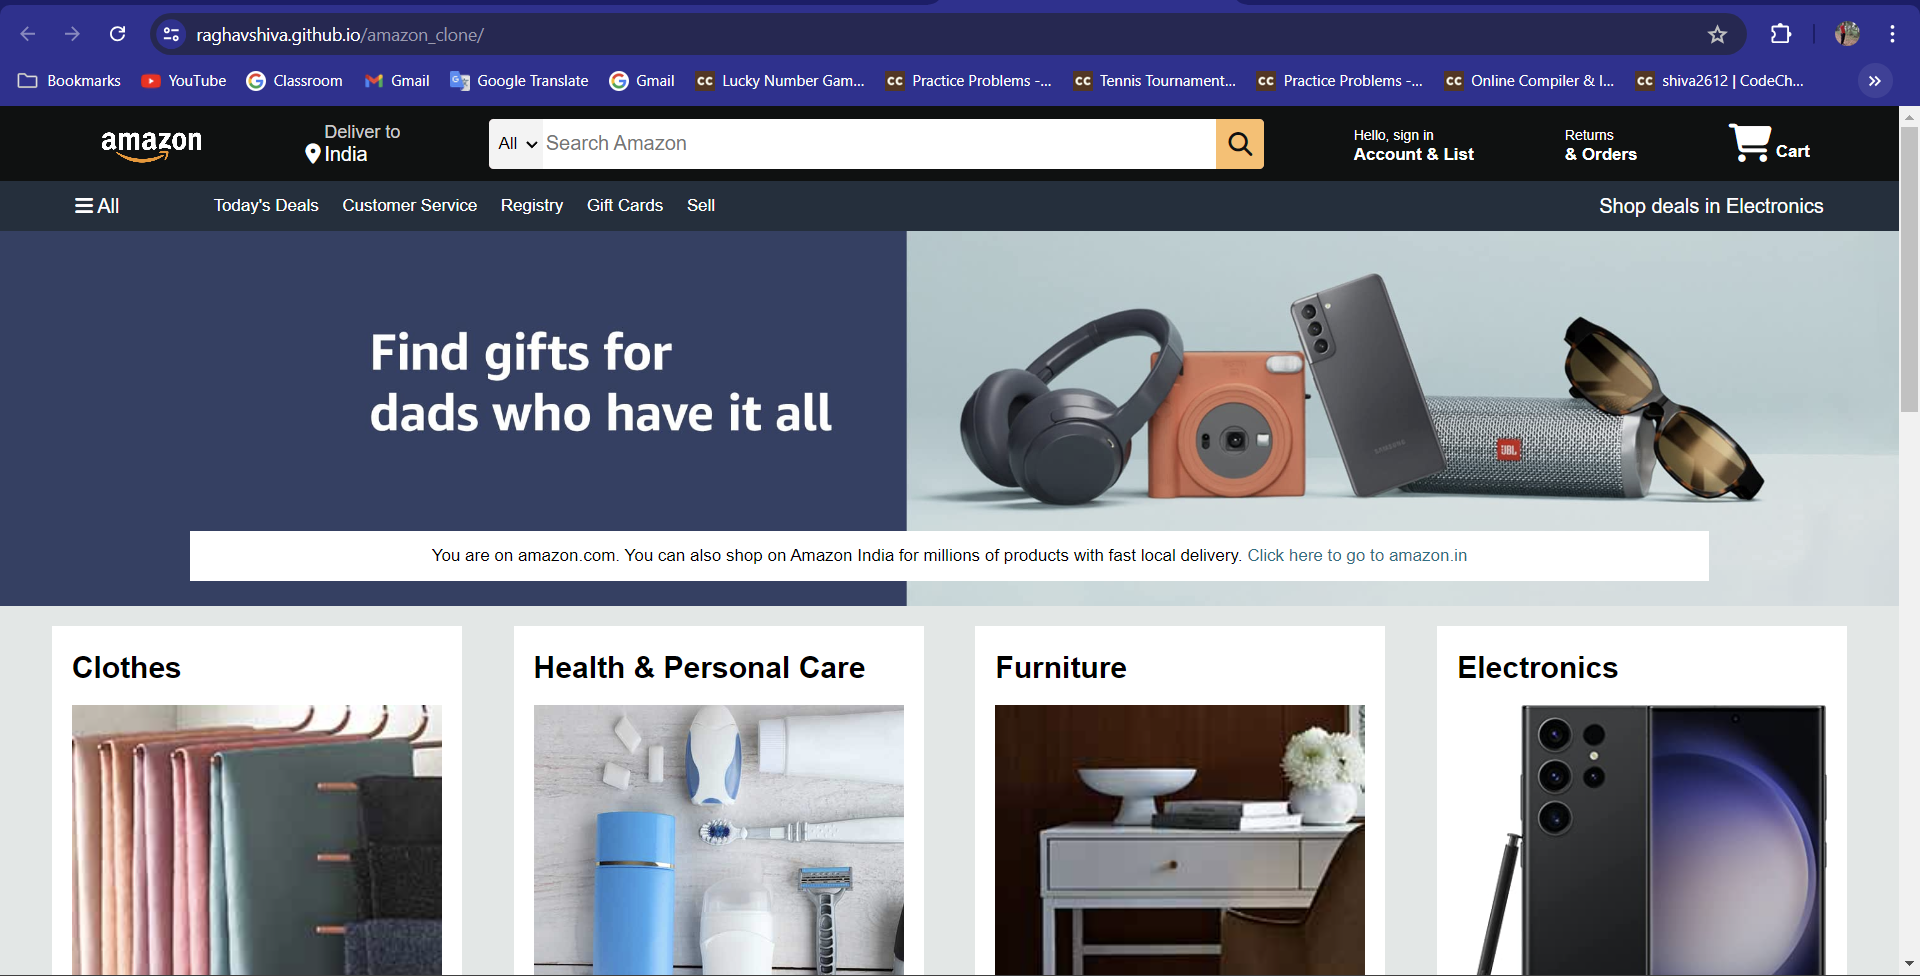 raghavshiva.github.io/amazon_clone/
Bookmarks YouTube Classroom Gmail Google Translate Gmail Lucky Number Gam... Practice Problems -... Tennis Tournament... Practice Problems -... Online Compiler & I... shiva2612 | CodeCh...
amazon
Deliver to
India
All
Search Amazon
Hello, sign in
Account & List
Returns
& Orders
Cart
All
Today's Deals Customer Service Registry Gift Cards Sell
Shop deals in Electronics
Find gifts for
dads who have it all
SAMSUNG
JBL
You are on amazon.com. You can also shop on Amazon India for millions of products with fast local delivery. Click here to go to amazon.in
Clothes
Health & Personal Care
Furniture
Electronics